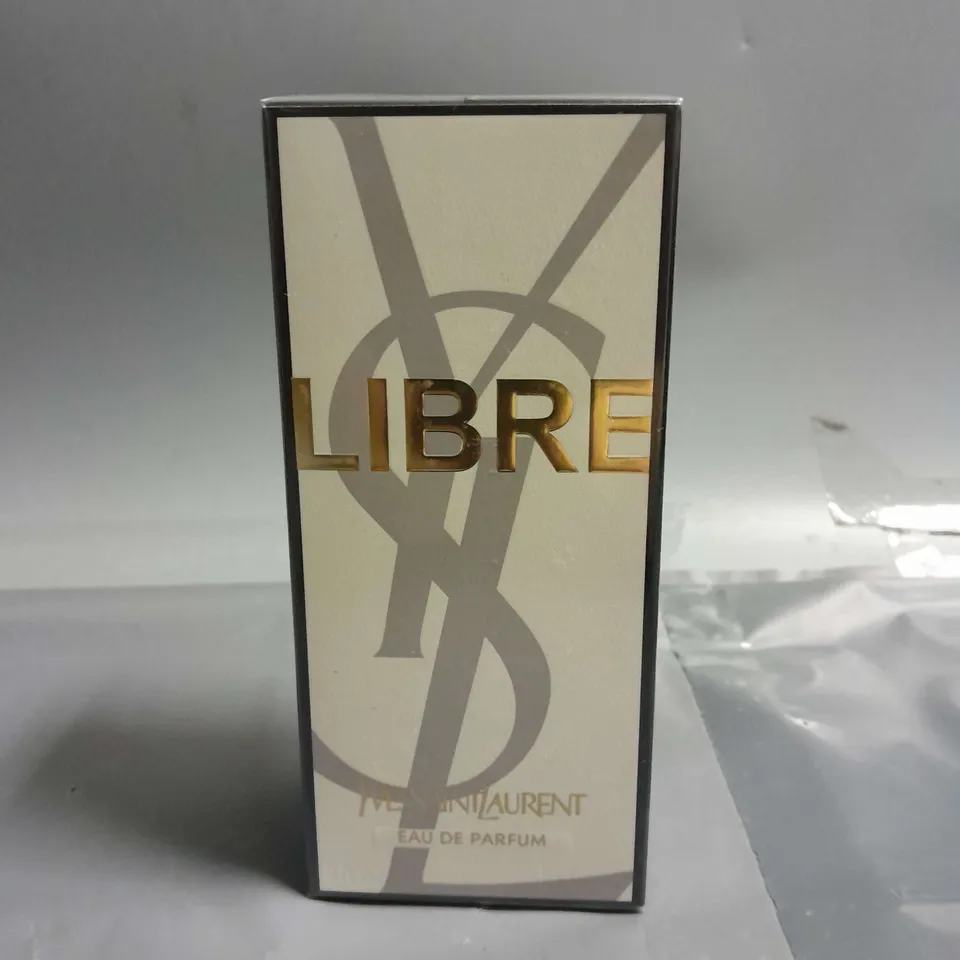 LIBRE
YVES SAINT LAURENT
EAU DE PARFUM